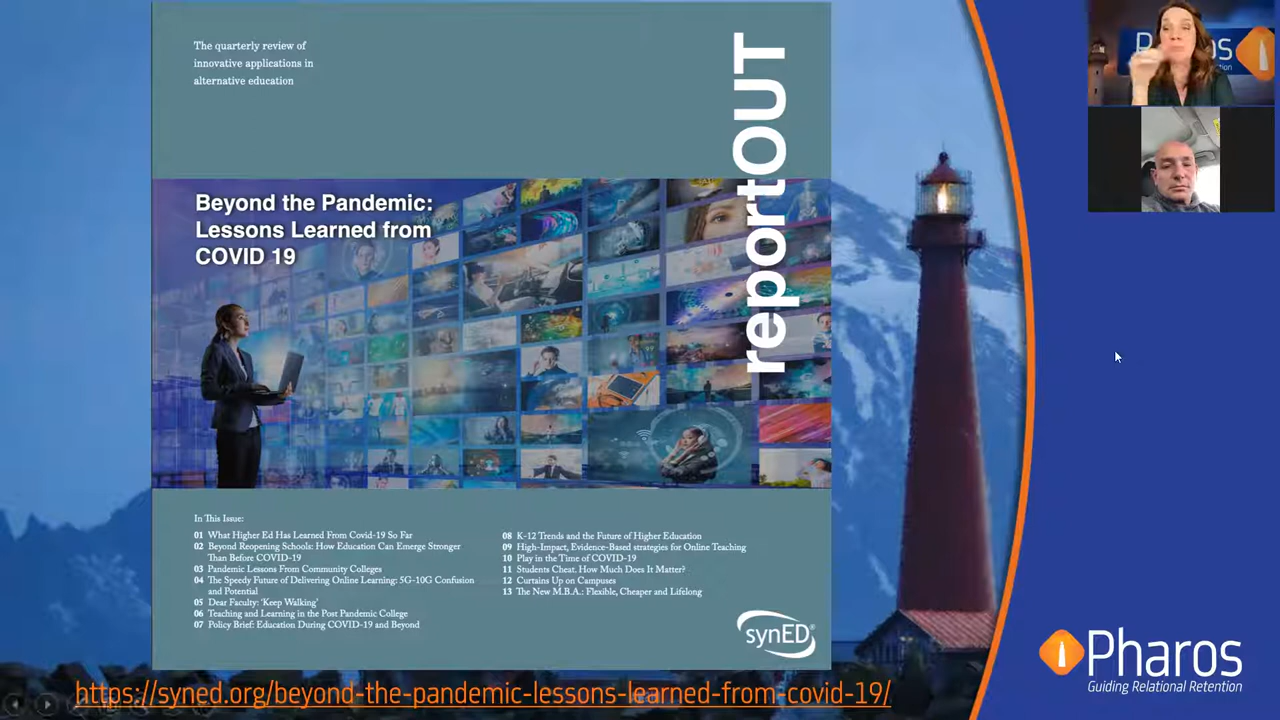 The quarterly review of
innovative applications in
alternative education
reportOUT
Beyond the Pandemic:
Lessons Learned from
COVID 19
In This Issue:
01 What Higher Ed Has Learned From Covid-19 So Far
02 Beyond Reopening Schools: How Education Can Emerge Stronger
Than Before COVID-19
03 Pandemic Lessons From Community Colleges
04 The Speedy Future of Delivering Online Learning: 5G-10G Confusion
and Potential
05 Dear Faculty: ‘Keep Walking’
06 Teaching and Learning in the Post Pandemic College
07 Policy Brief: Education During COVID-19 and Beyond
08 K-12 Trends and the Future of Higher Education
09 High-Impact, Evidence-Based strategies for Online Teaching
10 Play in the Time of COVID-19
11 Students Cheat. How Much Does It Matter?
12 Curtains Up on Campuses
13 The New M.B.A.: Flexible, Cheaper and Lifelong
synED®
https://syned.org/beyond-the-pandemic-lessons-learned-from-covid-19/
Pharos
Guiding Relational Retention